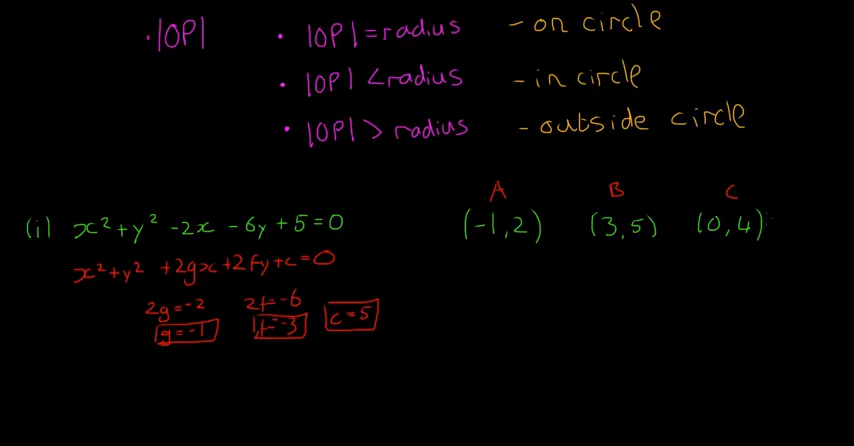 · |OP| · |OP| = radius - on circle
· |OP| < radius - in circle
· |OP| > radius - outside circle
A B C
(i) x² + y² - 2x - 6y + 5 = 0 (-1, 2) (3, 5) (0, 4)
x² + y² + 2gx + 2fy + c = 0
2g = -2 2f = -6
g = -1 f = -3 c = 5